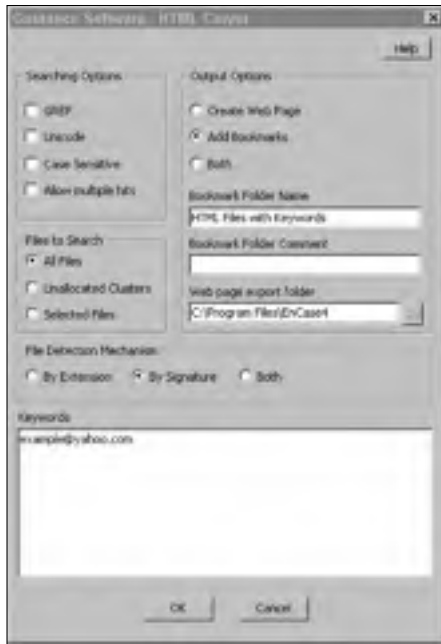 Guidance Software. HTML Carver
Help
Searching Options
GREP
Unicode
Case Sensitive
Allow multiple hits
Output Options
Create Web Page
Add Bookmarks
Both
Bookmark Folder Name
HTML Files with Keywords
Bookmark Folder Comment
Web page export folder
C:\Program Files\EnCase4
Files to Search
All Files
Unallocated Clusters
Selected Files
File Detection Mechanism
By Extension
By Signature
Both
Keywords
example@yahoo.com
OK
Cancel